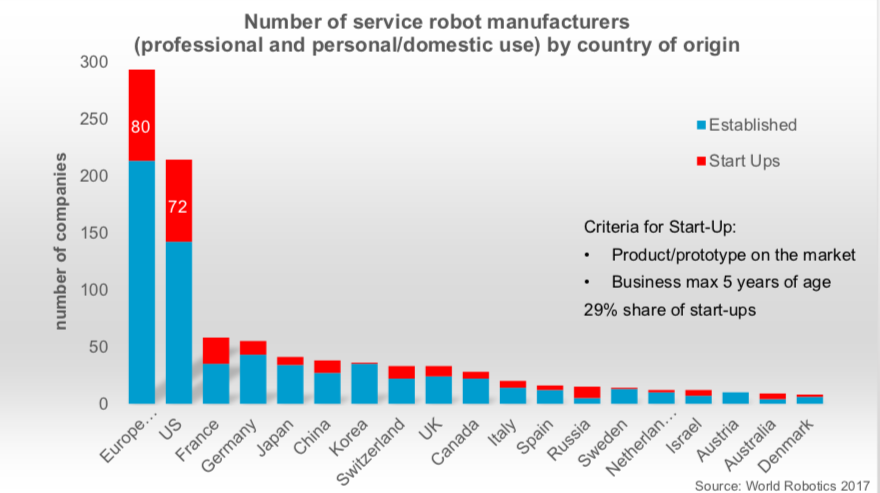 Number of service robot manufacturers
(professional and personal/domestic use) by country of origin
300
250
200
150
100
50
0
number of companies
80
72
Established
Start Ups
Criteria for Start-Up:
• Product/prototype on the market
• Business max 5 years of age
29% share of start-ups
Europe…
US
France
Germany
Japan
China
Korea
Switzerland
UK
Canada
Italy
Spain
Russia
Sweden
Netherlan…
Israel
Austria
Australia
Denmark
Source: World Robotics 2017